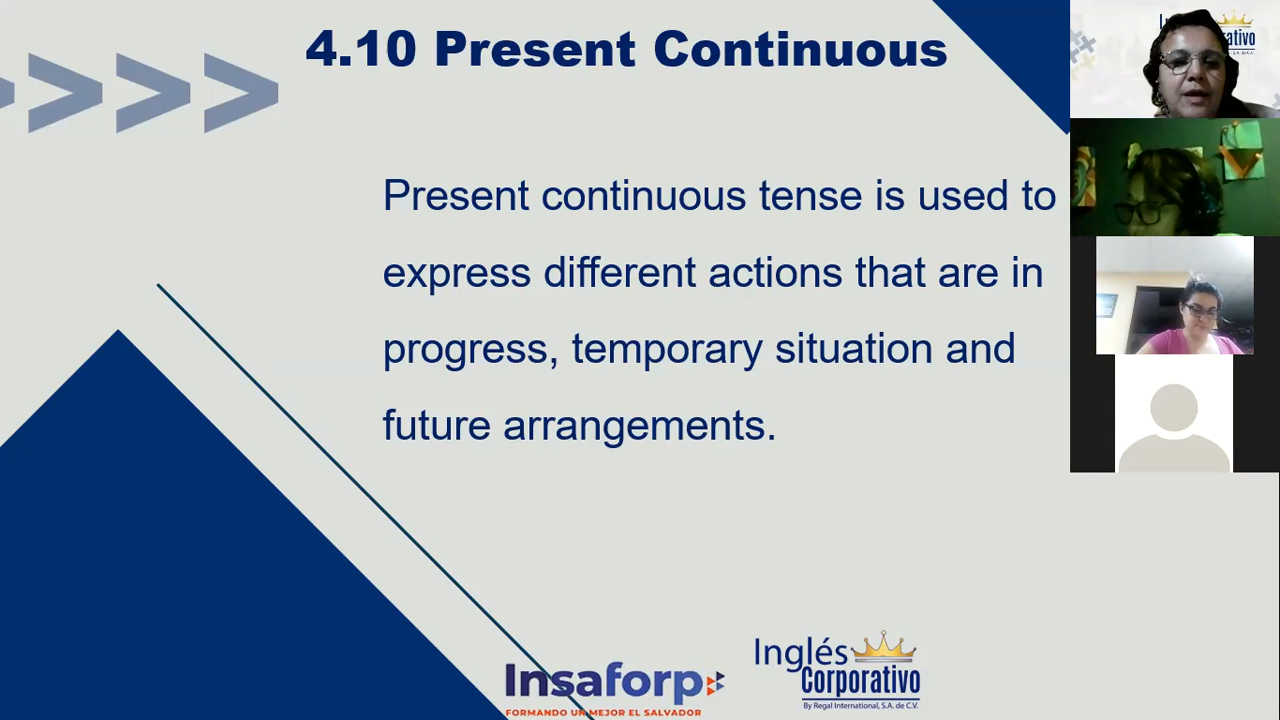 4.10 Present Continuous
Present continuous tense is used to
express different actions that are in
progress, temporary situation and
future arrangements.
Insaforp
FORMANDO UN MEJOR EL SALVADOR
Inglés
Corporativo
By Regal International, S.A. de C.V.